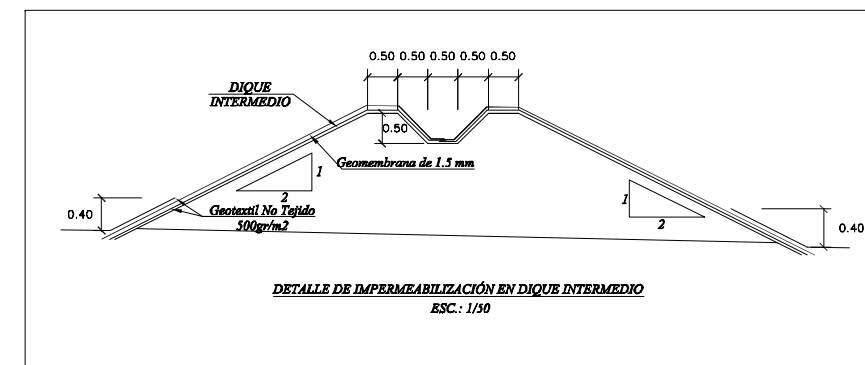 0.50 0.50 0.50 0.50 0.50
DIQUE
INTERMEDIO
0.50
Geomembrana de 1.5 mm
1
2
1
2
0.40
Geotextil No Tejido
500gr/m2
0.40
DETALLE DE IMPERMEABILIZACIÓN EN DIQUE INTERMEDIO
ESC.: 1/50